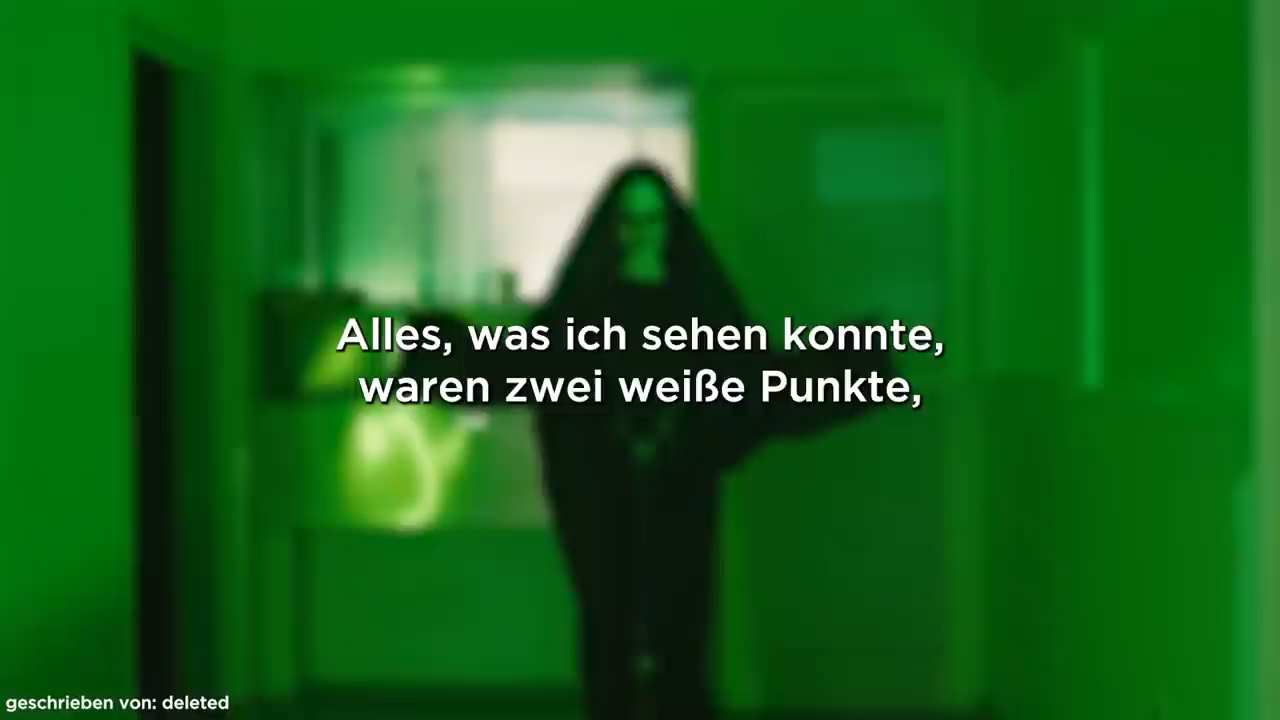 Alles, was ich sehen konnte,
waren zwei weiße Punkte,
geschrieben von: deleted